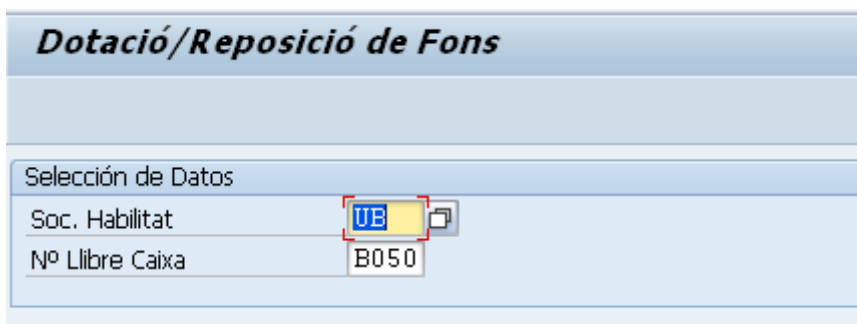 Dotació/Reposició de Fons
Selección de Datos
Soc. Habilitat UB
Nº Llibre Caixa B050